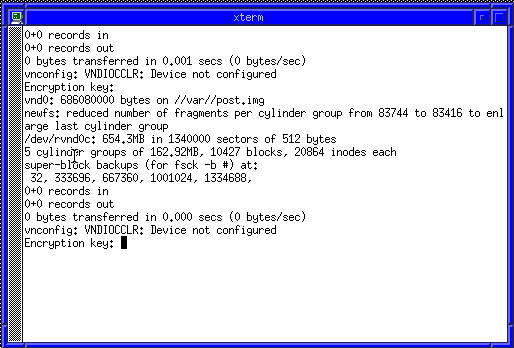 xterm
0+0 records in
0+0 records out
0 bytes transferred in 0.001 secs (0 bytes/sec)
vnconfig: VNDIOCCLR: Device not configured
Encryption key:
vnd0: 686080000 bytes on //var//post.img
newfs: reduced number of fragments per cylinder group from 83744 to 83416 to enl
arge last cylinder group
/dev/rvnd0c: 654.3MB in 1340000 sectors of 512 bytes
5 cylinder groups of 162.92MB, 10427 blocks, 20864 inodes each
super-block backups (for fsck -b #) at:
 32, 333696, 667360, 1001024, 1334688,
0+0 records in
0+0 records out
0 bytes transferred in 0.000 secs (0 bytes/sec)
vnconfig: VNDIOCCLR: Device not configured
Encryption key: